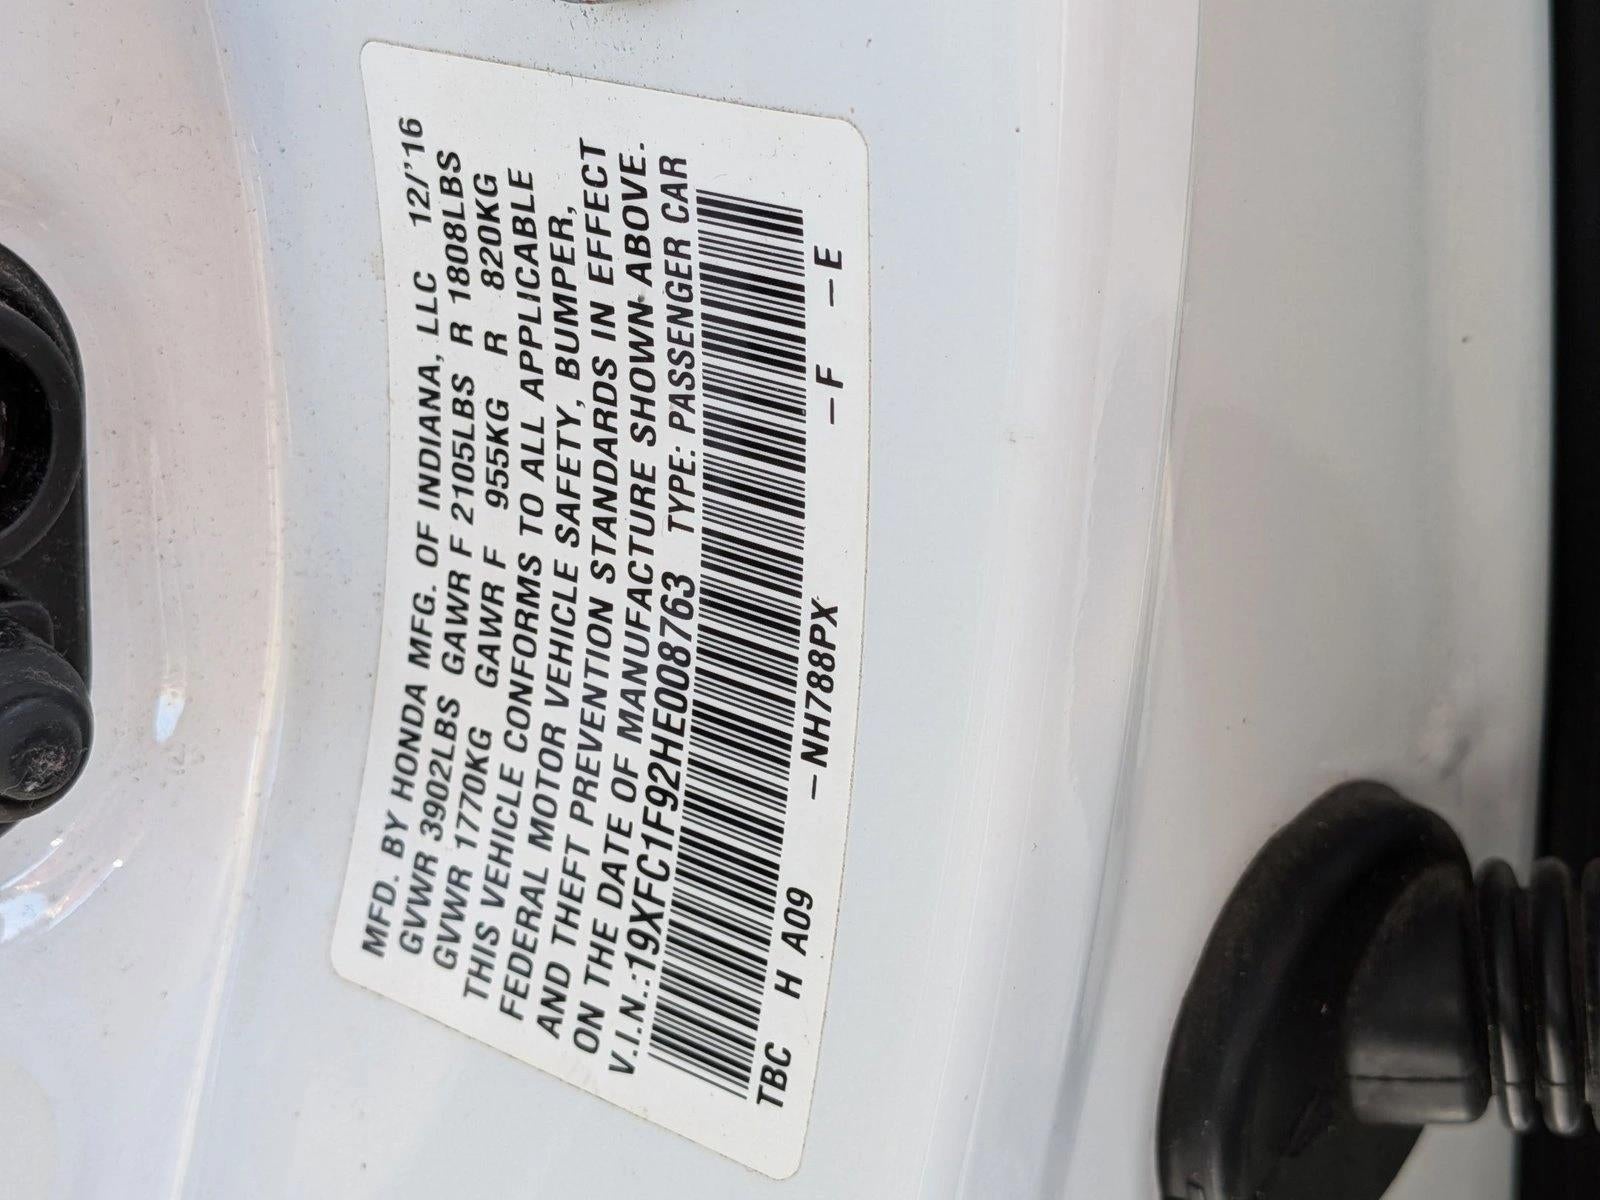 MFD. BY HONDA MFG. OF INDIANA, LLC 12/'16
GVWR 3902LBS GAWR F 2105LBS R 1808LBS
GVWR 1770KG GAWR F 955KG R 820KG
THIS VEHICLE CONFORMS TO ALL APPLICABLE
FEDERAL MOTOR VEHICLE SAFETY, BUMPER,
AND THEFT PREVENTION STANDARDS IN EFFECT
ON THE DATE OF MANUFACTURE SHOWN ABOVE.
V.I.N.:19XFC1F92HE008763 TYPE: PASSENGER CAR
TBC H A09 –NH788PX –F –E